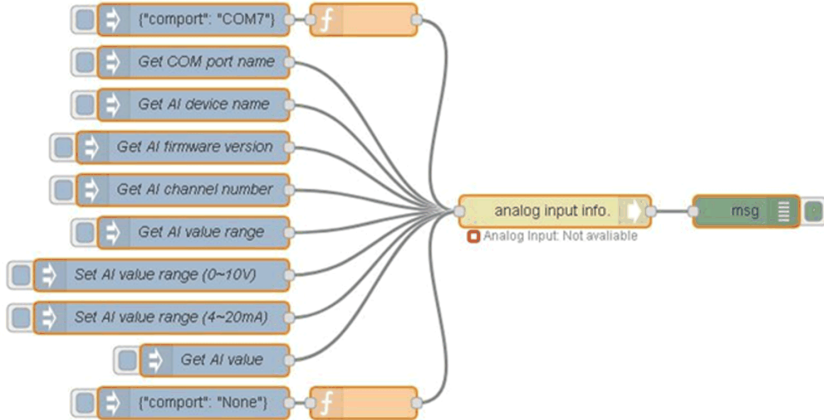 {"comport": "COM7"}
Get COM port name
Get AI device name
Get AI firmware version
Get AI channel number
Get AI value range
Set AI value range (0~10V)
Set AI value range (4~20mA)
Get AI value
{"comport": "None"}
analog input info.
Analog Input: Not avaliable
msg